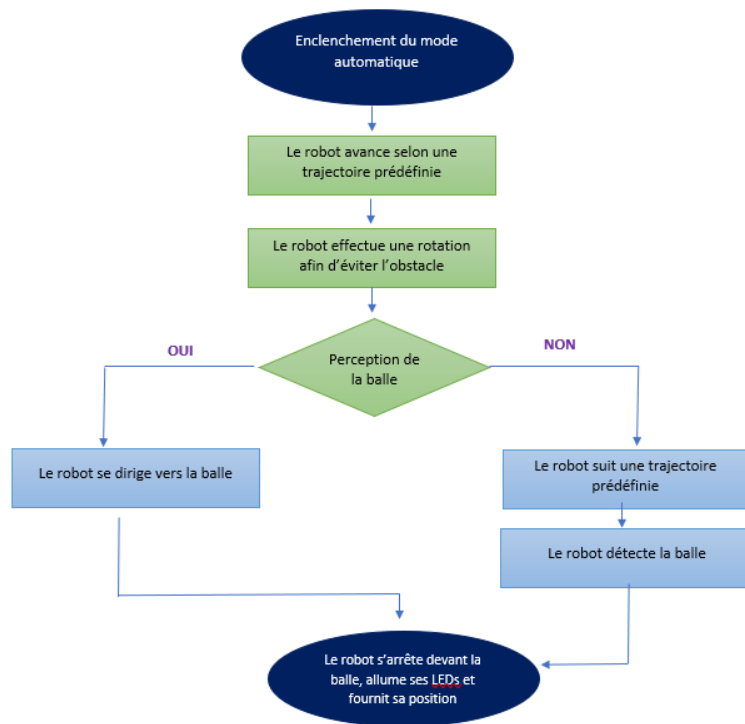 Enclenchement du mode
automatique
Le robot avance selon une
trajectoire prédéfinie
Le robot effectue une rotation
afin d’éviter l’obstacle
OUI
NON
Perception de
la balle
Le robot se dirige vers la balle
Le robot suit une trajectoire
prédéfinie
Le robot détecte la balle
Le robot s’arrête devant la
balle, allume ses LEDs et
fournit sa position